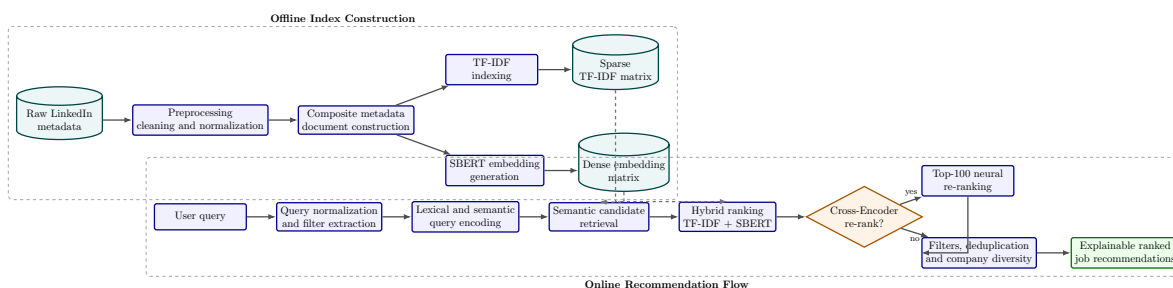 Offline Index Construction
Raw LinkedIn
metadata
Preprocessing
cleaning and normalization
Composite metadata
document construction
TF-IDF
indexing
Sparse
TF-IDF matrix
SBERT embedding
generation
Dense embedding
matrix
User query
Query normalization
and filter extraction
Lexical and semantic
query encoding
Semantic candidate
retrieval
Hybrid ranking
TF-IDF + SBERT
Cross-Encoder
re-rank?
yes
Top-100 neural
re-ranking
no
Filters, deduplication
and company diversity
Explainable ranked
job recommendations
Online Recommendation Flow